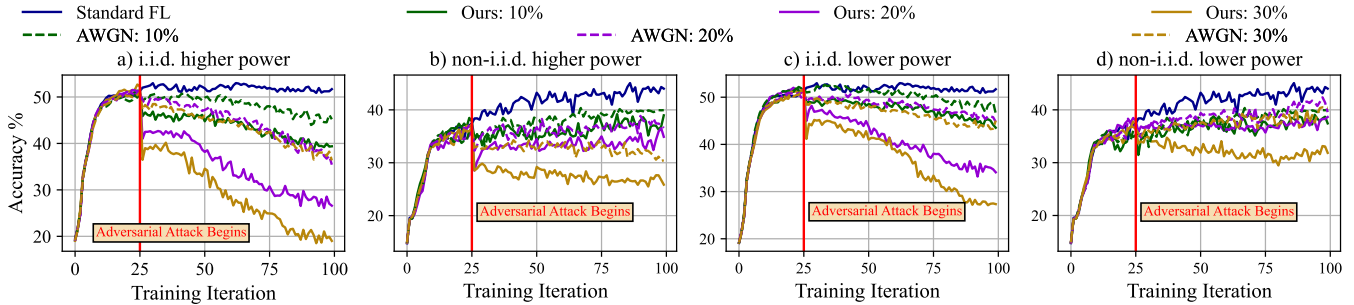 Standard FL Ours: 10% Ours: 20% Ours: 30%
AWGN: 10% AWGN: 20% AWGN: 30%
a) i.i.d. higher power
b) non-i.i.d. higher power
c) i.i.d. lower power
d) non-i.i.d. lower power
Accuracy %
50
40
30
20
Adversarial Attack Begins
0 25 50 75 100
Training Iteration
40
30
20
Adversarial Attack Begins
0 25 50 75 100
Training Iteration
50
40
30
20
Adversarial Attack Begins
0 25 50 75 100
Training Iteration
40
30
20
Adversarial Attack Begins
0 25 50 75 100
Training Iteration